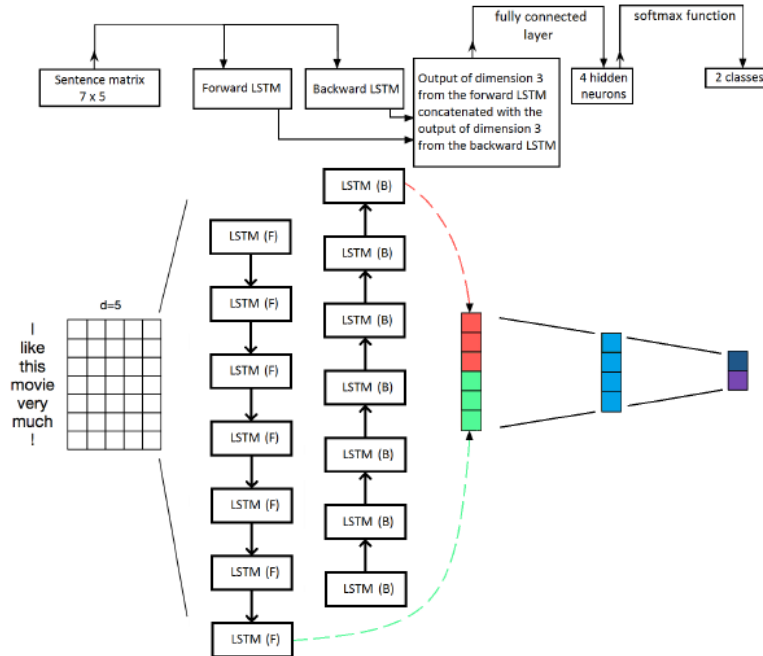 fully connected
layer
softmax function
Sentence matrix
7 x 5
Forward LSTM
Backward LSTM
Output of dimension 3
from the forward LSTM
concatenated with the
output of dimension 3
from the backward LSTM
4 hidden
neurons
2 classes
LSTM (B)
LSTM (F)
LSTM (B)
LSTM (F)
LSTM (B)
LSTM (F)
LSTM (B)
LSTM (F)
LSTM (B)
LSTM (F)
LSTM (B)
LSTM (F)
LSTM (B)
LSTM (F)
d=5
I
like
this
movie
very
much
!